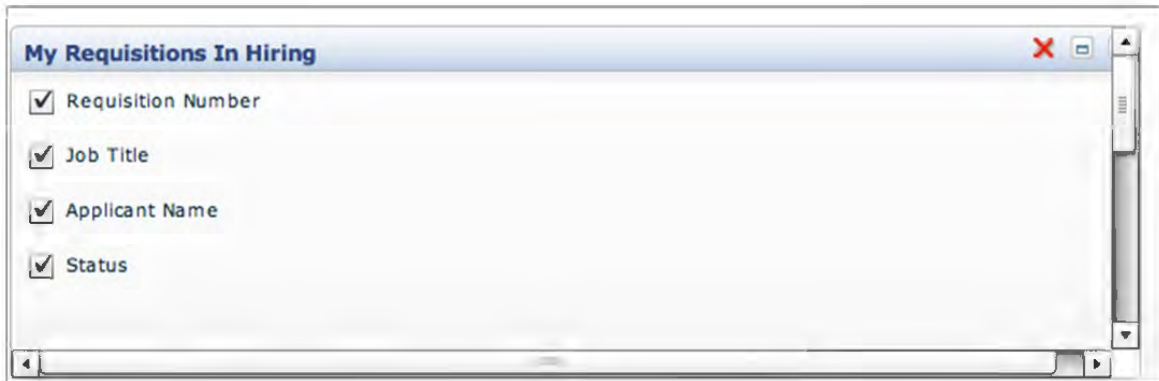 My Requisitions In Hiring
Requisition Number
Job Title
Applicant Name
Status